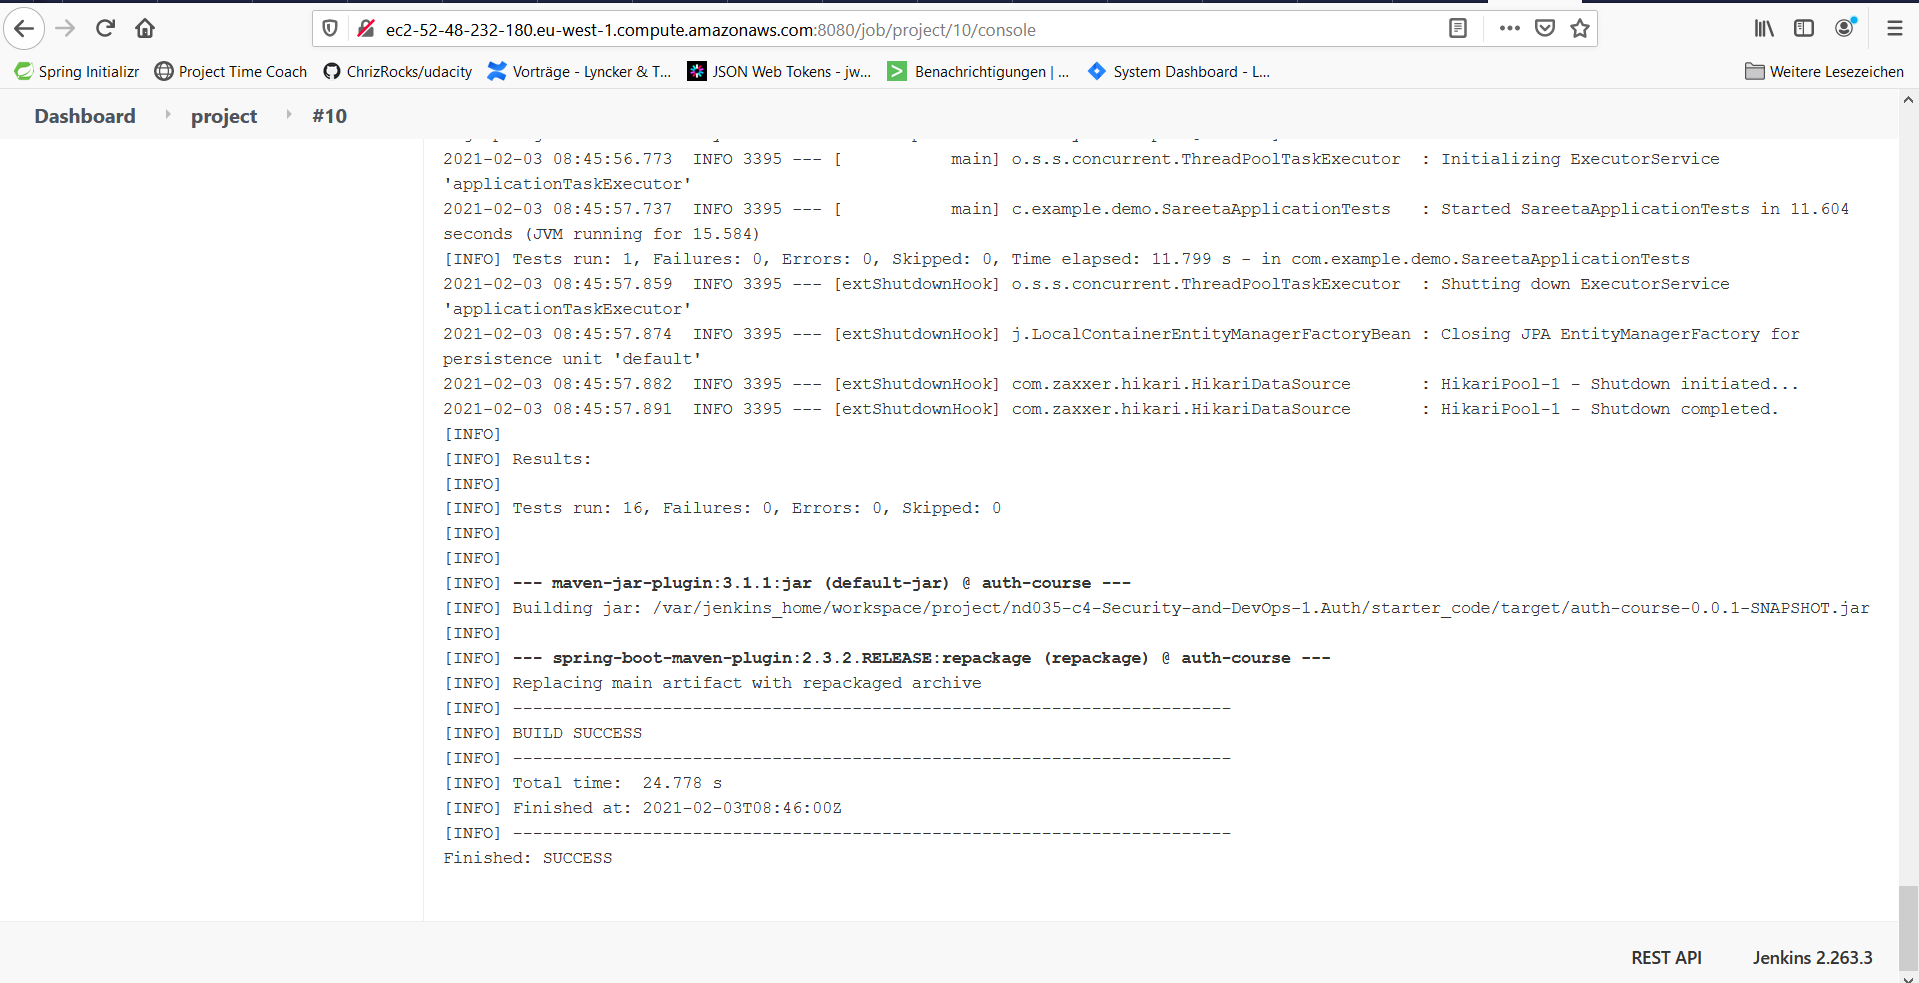 ec2-52-48-232-180.eu-west-1.compute.amazonaws.com:8080/job/project/10/console
Spring Initializr Project Time Coach ChrizRocks/udacity Vorträge - Lyncker & T... JSON Web Tokens - jw... Benachrichtigungen | ... System Dashboard - L... Weitere Lesezeichen
Dashboard project #10
2021-02-03 08:45:56.773  INFO 3395 --- [           main] o.s.s.concurrent.ThreadPoolTaskExecutor  : Initializing ExecutorService
'applicationTaskExecutor'
2021-02-03 08:45:57.737  INFO 3395 --- [           main] c.example.demo.SareetaApplicationTests   : Started SareetaApplicationTests in 11.604
seconds (JVM running for 15.584)
[INFO] Tests run: 1, Failures: 0, Errors: 0, Skipped: 0, Time elapsed: 11.799 s - in com.example.demo.SareetaApplicationTests
2021-02-03 08:45:57.859  INFO 3395 --- [extShutdownHook] o.s.s.concurrent.ThreadPoolTaskExecutor  : Shutting down ExecutorService
'applicationTaskExecutor'
2021-02-03 08:45:57.874  INFO 3395 --- [extShutdownHook] j.LocalContainerEntityManagerFactoryBean : Closing JPA EntityManagerFactory for
persistence unit 'default'
2021-02-03 08:45:57.882  INFO 3395 --- [extShutdownHook] com.zaxxer.hikari.HikariDataSource       : HikariPool-1 - Shutdown initiated...
2021-02-03 08:45:57.891  INFO 3395 --- [extShutdownHook] com.zaxxer.hikari.HikariDataSource       : HikariPool-1 - Shutdown completed.
[INFO]
[INFO] Results:
[INFO]
[INFO] Tests run: 16, Failures: 0, Errors: 0, Skipped: 0
[INFO]
[INFO]
[INFO] --- maven-jar-plugin:3.1.1:jar (default-jar) @ auth-course ---
[INFO] Building jar: /var/jenkins_home/workspace/project/nd035-c4-Security-and-DevOps-1.Auth/starter_code/target/auth-course-0.0.1-SNAPSHOT.jar
[INFO]
[INFO] --- spring-boot-maven-plugin:2.3.2.RELEASE:repackage (repackage) @ auth-course ---
[INFO] Replacing main artifact with repackaged archive
[INFO] ------------------------------------------------------------------------
[INFO] BUILD SUCCESS
[INFO] ------------------------------------------------------------------------
[INFO] Total time:  24.778 s
[INFO] Finished at: 2021-02-03T08:46:00Z
[INFO] ------------------------------------------------------------------------
Finished: SUCCESS
REST API Jenkins 2.263.3